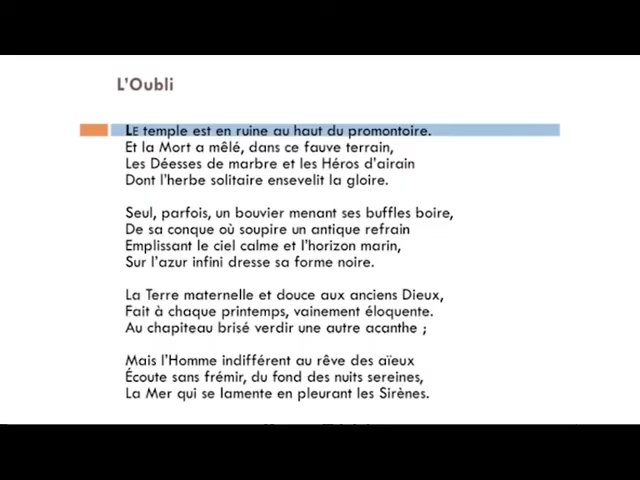 L'Oubli
LE temple est en ruine au haut du promontoire.
Et la Mort a mêlé, dans ce fauve terrain,
Les Déesses de marbre et les Héros d'airain
Dont l'herbe solitaire ensevelit la gloire.
Seul, parfois, un bouvier menant ses buffles boire,
De sa conque où soupire un antique refrain
Emplissant le ciel calme et l'horizon marin,
Sur l'azur infini dresse sa forme noire.
La Terre maternelle et douce aux anciens Dieux,
Fait à chaque printemps, vainement éloquente.
Au chapiteau brisé verdir une autre acanthe ;
Mais l'Homme indifférent au rêve des aïeux
Écoute sans frémir, du fond des nuits sereines,
La Mer qui se lamente en pleurant les Sirènes.